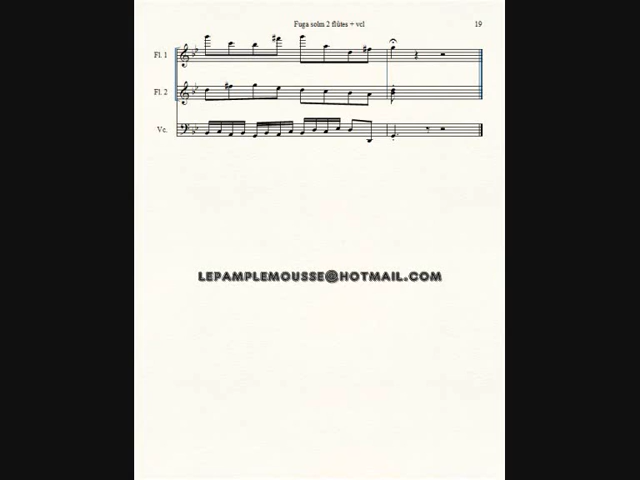 Fuga solm 2 flûtes + vcl
19
Fl. 1
Fl. 2
Vc.
LEPAMPLEMOUSSE@HOTMAIL.COM